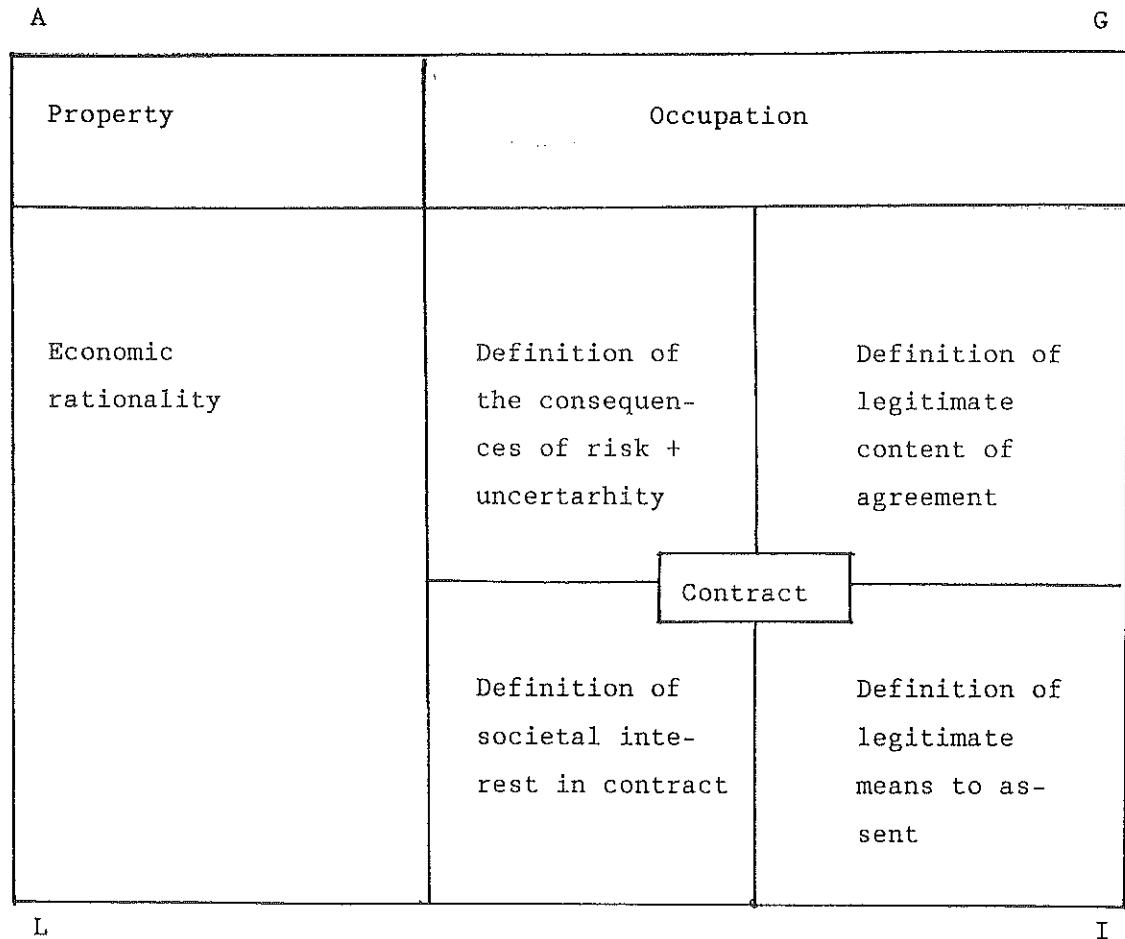 A
G
Property
Occupation
Economic
rationality
Definition of
the consequen-
ces of risk +
uncertarhity
Definition of
legitimate
content of
agreement
Contract
Definition of
societal inte-
rest in contract
Definition of
legitimate
means to as-
sent
L
I